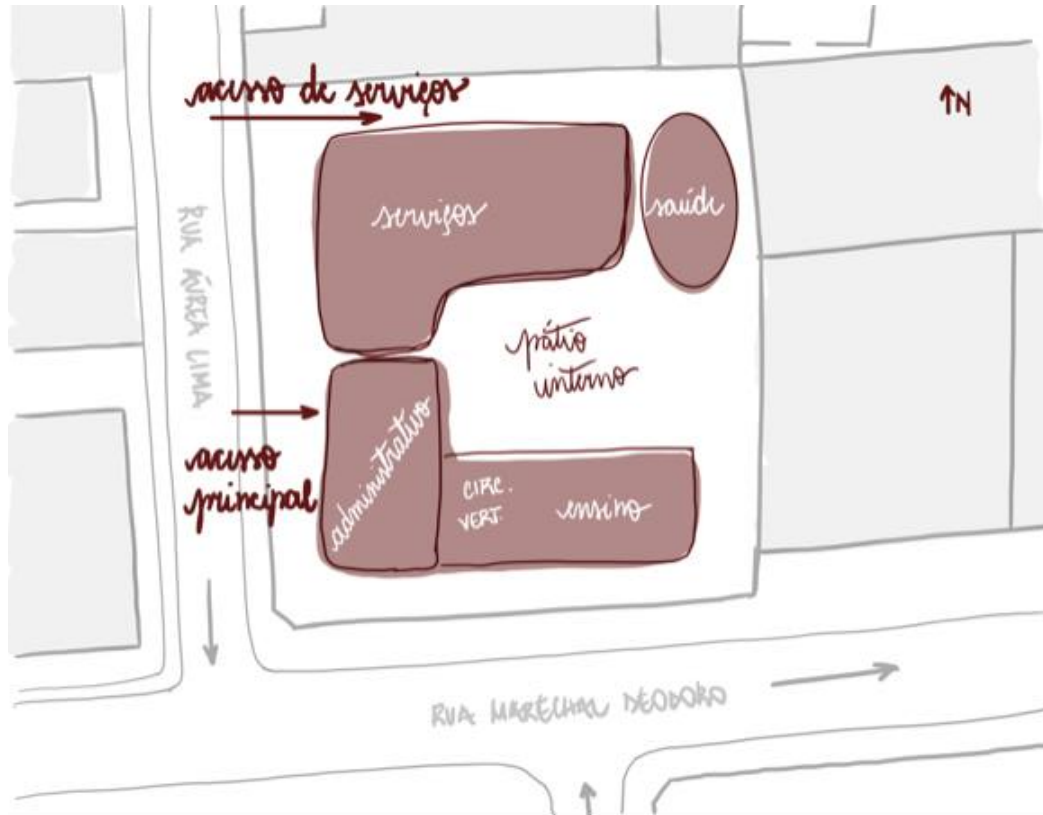 acesso de serviços
↑N
serviços
saúde
RUA ÁUREA LIMA
pátio
interno
administrativo
acesso
principal
CIRC.
VERT.
ensino
RUA MARECHAL DEODORO